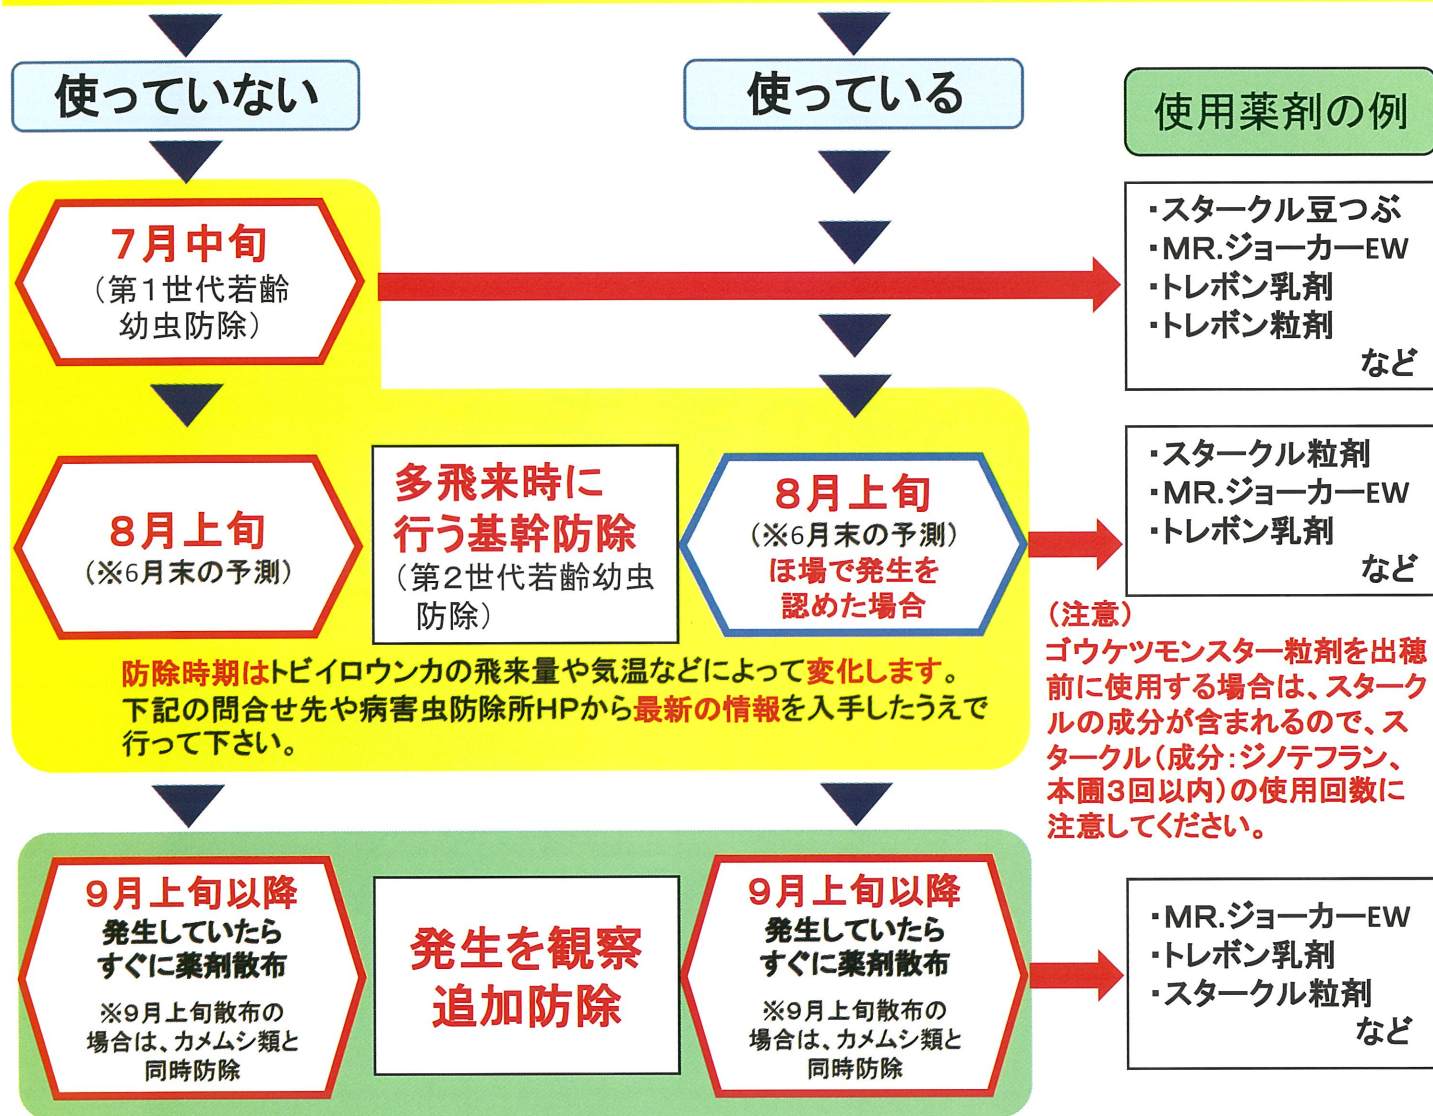 使っていない
使っている
使用薬剤の例
7月中旬
(第1世代若齢
幼虫防除)
・スタークル豆つぶ
・MR.ジョーカーEW
・トレボン乳剤
・トレボン粒剤
など
8月上旬
(※6月末の予測)
多飛来時に
行う基幹防除
(第2世代若齢幼虫
防除)
8月上旬
(※6月末の予測)
ほ場で発生を
認めた場合
・スタークル粒剤
・MR.ジョーカーEW
・トレボン乳剤
など
防除時期はトビイロウンカの飛来量や気温などによって変化します。
下記の問合せ先や病害虫防除所HPから最新の情報を入手したうえで
行って下さい。
(注意)
ゴウケツモンスター粒剤を出穂
前に使用する場合は、スターク
ルの成分が含まれるので、ス
タークル(成分:ジノテフラン、
本圃3回以内)の使用回数に
注意してください。
9月上旬以降
発生していたら
すぐに薬剤散布
※9月上旬散布の
場合は、カメムシ類と
同時防除
発生を観察
追加防除
9月上旬以降
発生していたら
すぐに薬剤散布
※9月上旬散布の
場合は、カメムシ類と
同時防除
・MR.ジョーカーEW
・トレボン乳剤
・スタークル粒剤
など